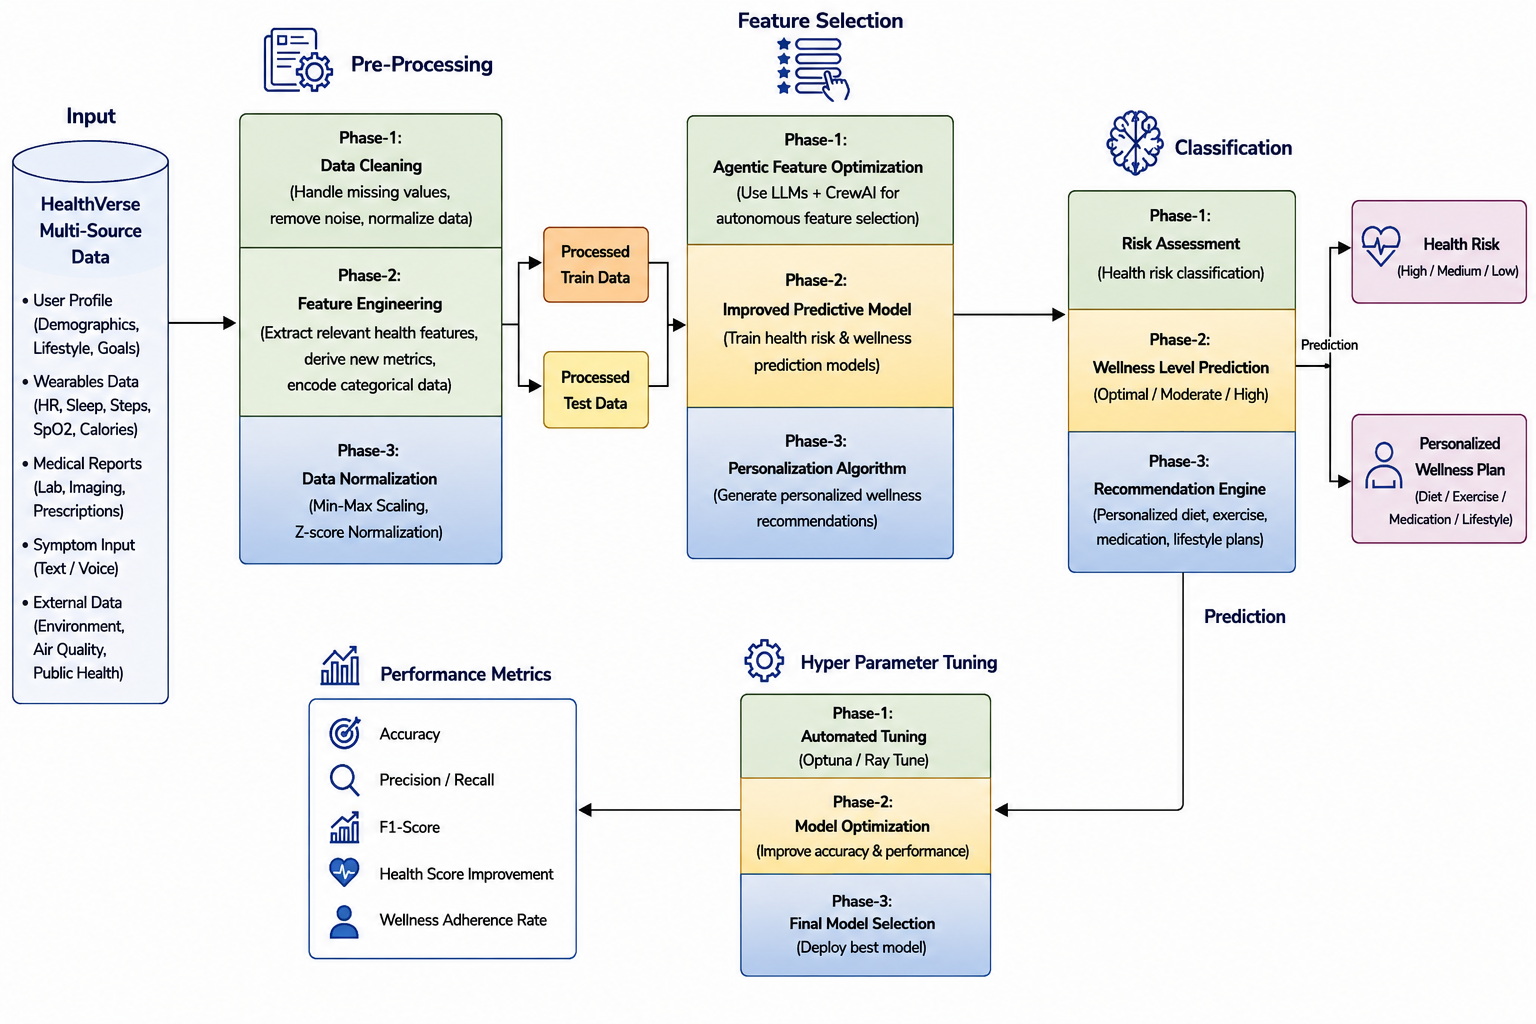 Input
HealthVerse
Multi-Source
Data
• User Profile
(Demographics,
Lifestyle, Goals)
• Wearables Data
(HR, Sleep, Steps,
SpO2, Calories)
• Medical Reports
(Lab, Imaging,
Prescriptions)
• Symptom Input
(Text / Voice)
• External Data
(Environment,
Air Quality,
Public Health)
Pre-Processing
Phase-1:
Data Cleaning
(Handle missing values,
remove noise, normalize data)
Phase-2:
Feature Engineering
(Extract relevant health features,
derive new metrics,
encode categorical data)
Phase-3:
Data Normalization
(Min-Max Scaling,
Z-score Normalization)
Processed
Train Data
Processed
Test Data
Feature Selection
Phase-1:
Agentic Feature Optimization
(Use LLMs + CrewAI for
autonomous feature selection)
Phase-2:
Improved Predictive Model
(Train health risk & wellness
prediction models)
Phase-3:
Personalization Algorithm
(Generate personalized wellness
recommendations)
Classification
Phase-1:
Risk Assessment
(Health risk classification)
Phase-2:
Wellness Level Prediction
(Optimal / Moderate / High)
Phase-3:
Recommendation Engine
(Personalized diet, exercise,
medication, lifestyle plans)
Prediction
Health Risk
(High / Medium / Low)
Personalized
Wellness Plan
(Diet / Exercise /
Medication / Lifestyle)
Prediction
Hyper Parameter Tuning
Phase-1:
Automated Tuning
(Optuna / Ray Tune)
Phase-2:
Model Optimization
(Improve accuracy & performance)
Phase-3:
Final Model Selection
(Deploy best model)
Performance Metrics
Accuracy
Precision / Recall
F1-Score
Health Score Improvement
Wellness Adherence Rate